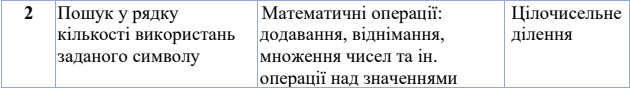 2
Пошук у рядку
кількості використань
заданого символу
Математичні операції:
додавання, віднімання,
множення чисел та ін.
операції над значеннями
Цілочисельне
ділення